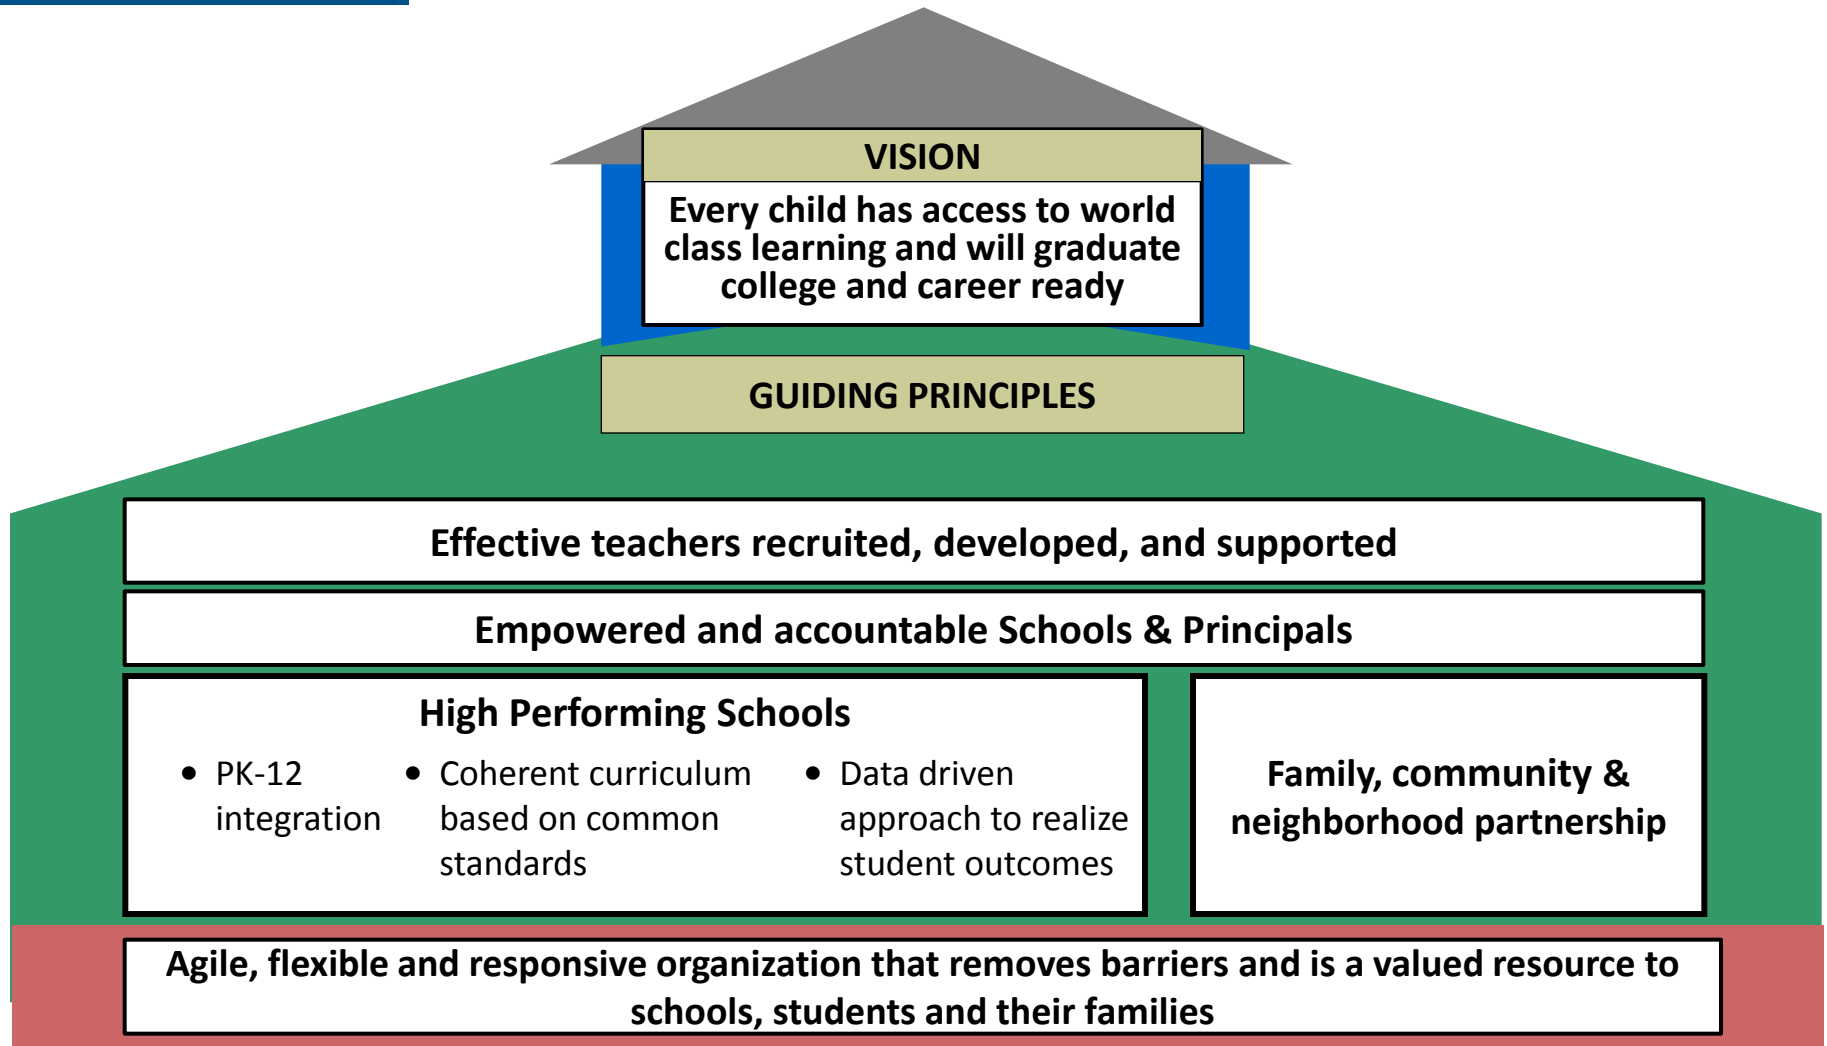 VISION
Every child has access to world
class learning and will graduate
college and career ready
GUIDING PRINCIPLES
Effective teachers recruited, developed, and supported
Empowered and accountable Schools & Principals
High Performing Schools
• PK-12
integration
• Coherent curriculum
based on common
standards
• Data driven
approach to realize
student outcomes
Family, community &
neighborhood partnership
Agile, flexible and responsive organization that removes barriers and is a valued resource to
schools, students and their families